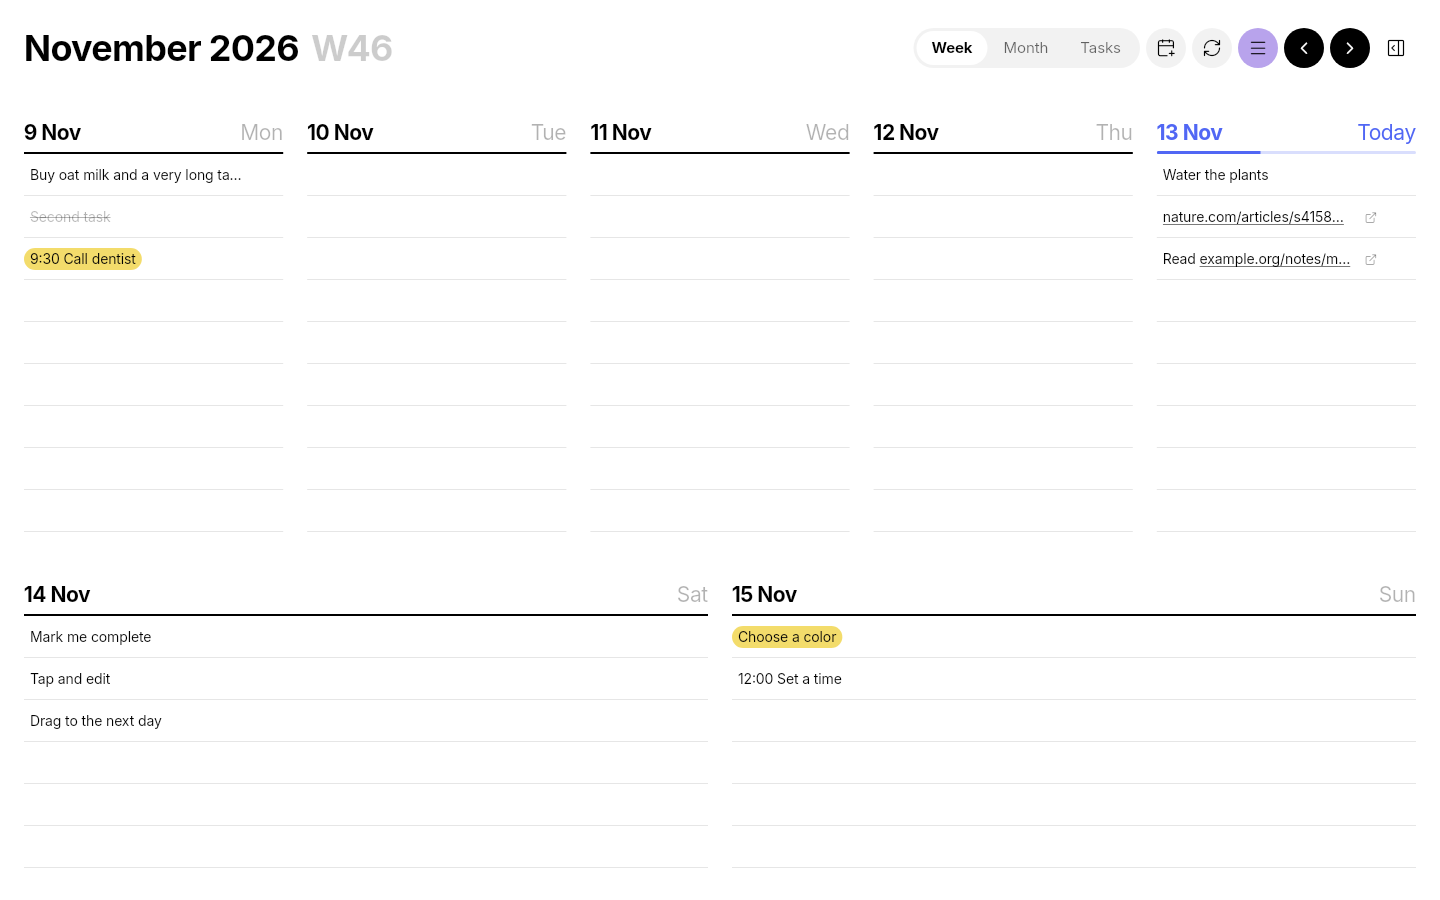 November 2026 W46
Week Month Tasks
9 Nov Mon
Buy oat milk and a very long ta...
Second task
9:30 Call dentist
10 Nov Tue
11 Nov Wed
12 Nov Thu
13 Nov Today
Water the plants
nature.com/articles/s4158...
Read example.org/notes/m...
14 Nov Sat
Mark me complete
Tap and edit
Drag to the next day
15 Nov Sun
Choose a color
12:00 Set a time